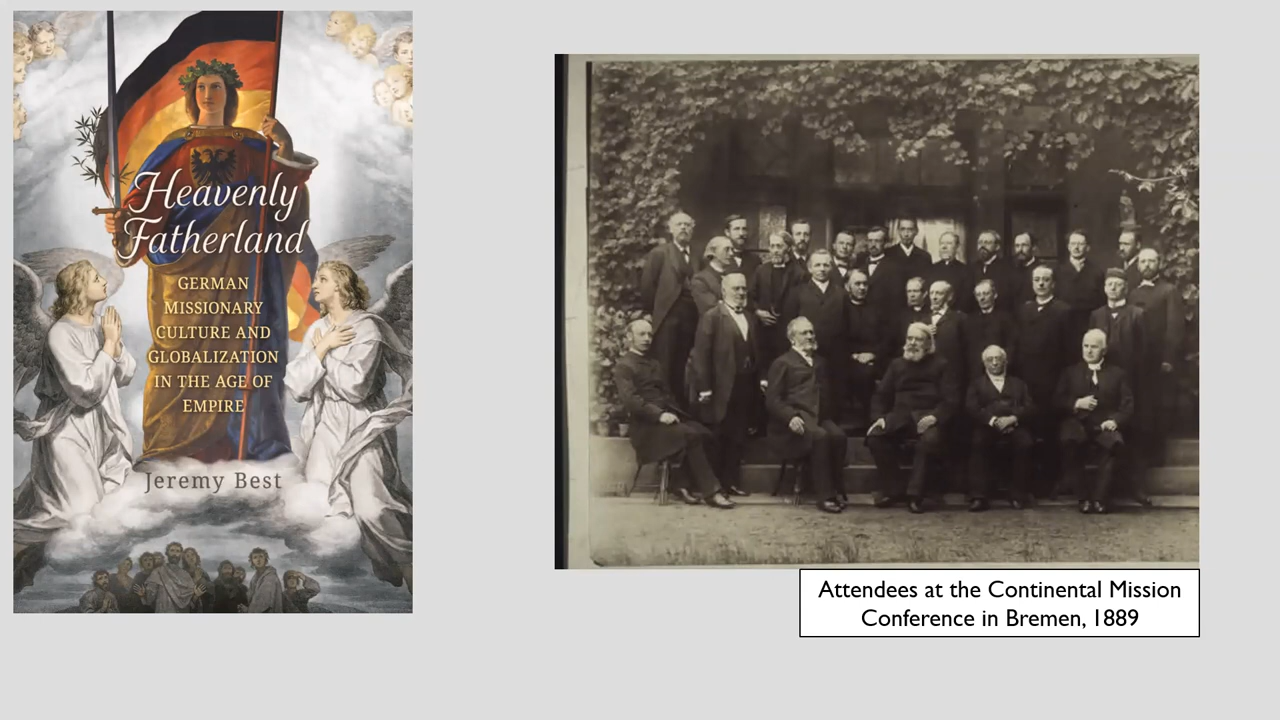 Heavenly
Fatherland
GERMAN
MISSIONARY
CULTURE AND
GLOBALIZATION
IN THE AGE OF
EMPIRE
Jeremy Best
Attendees at the Continental Mission
Conference in Bremen, 1889